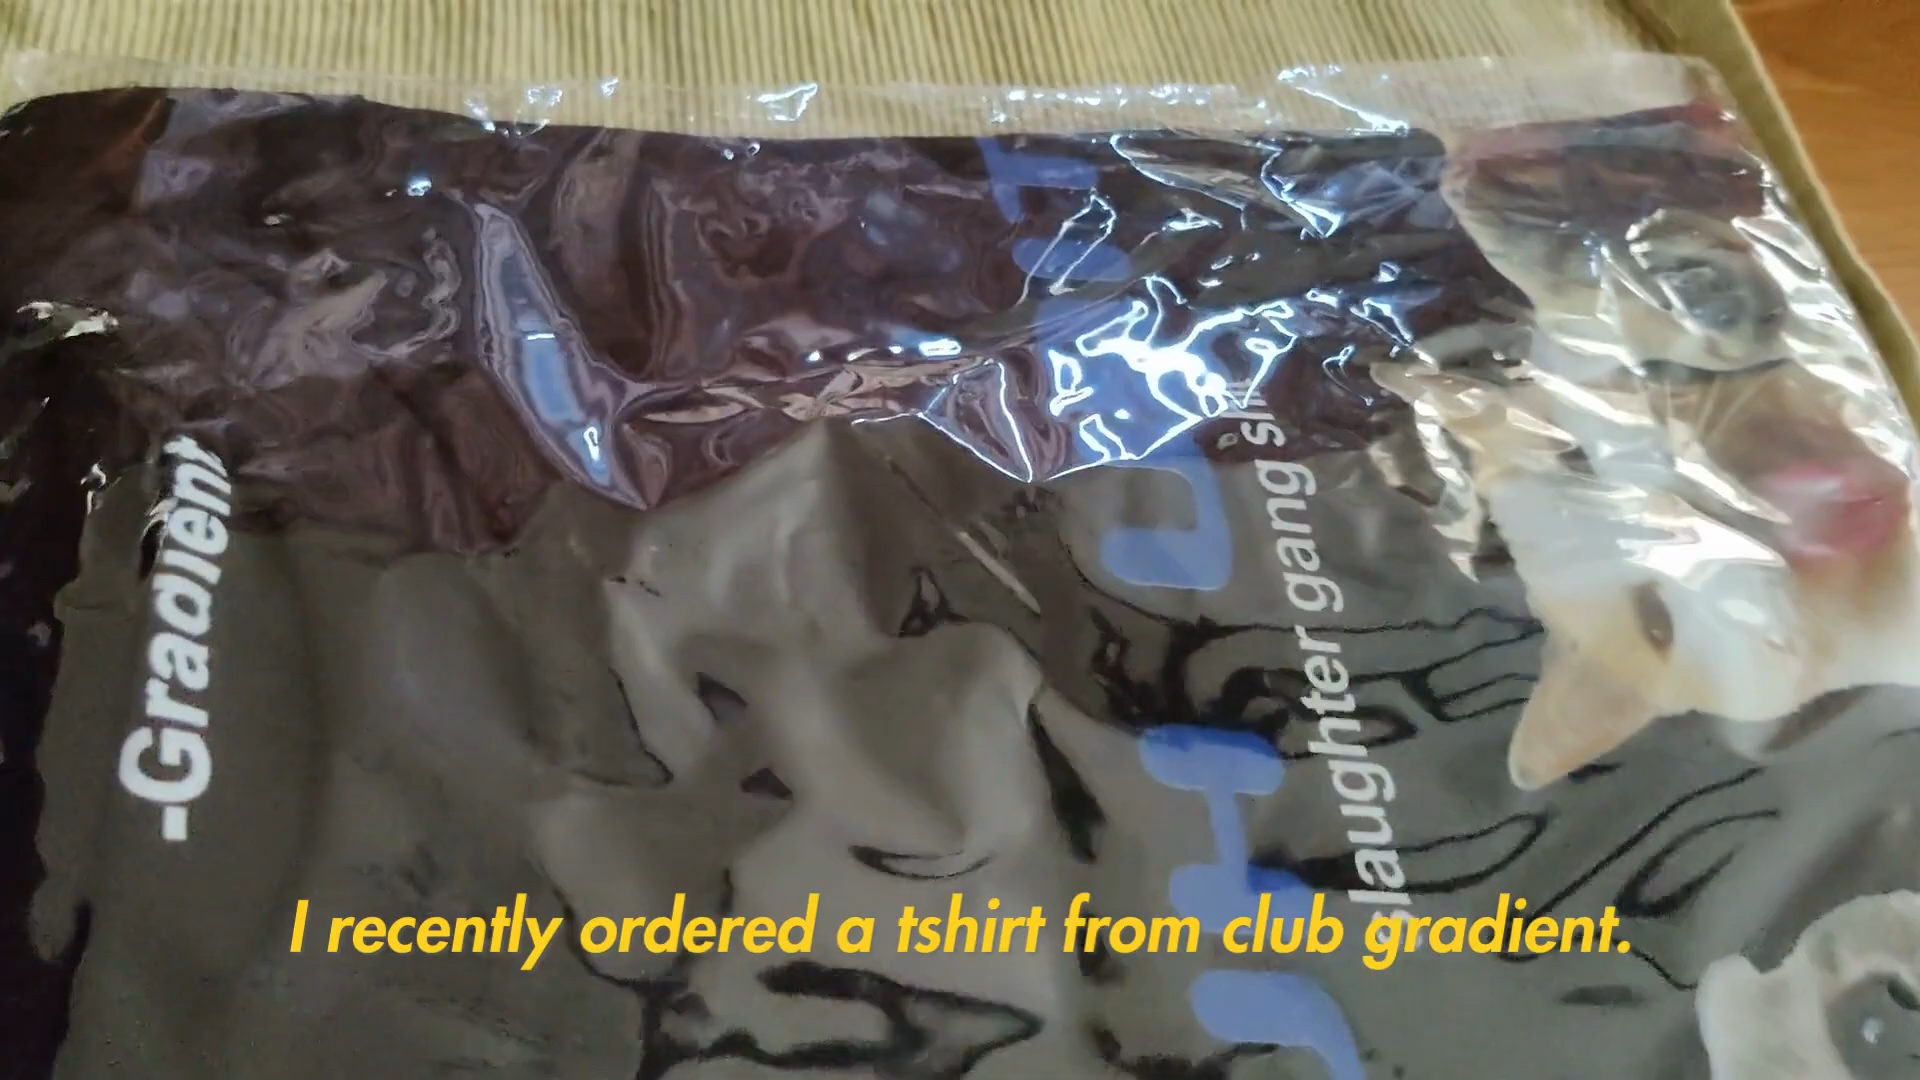 -Gradient
slaughter gang
I recently ordered a tshirt from club gradient.